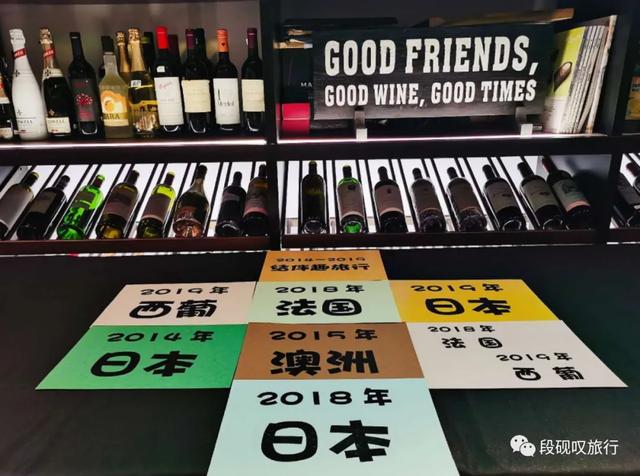 GOOD FRIENDS,
GOOD WINE, GOOD TIMES
2014-2019
结伴趣旅行
2019年
西葡
2018年
法国
2019年
日本
2014年
日本
2015年
澳洲
2018年
法国
2019年
西葡
2018年
日本
段砚叹旅行